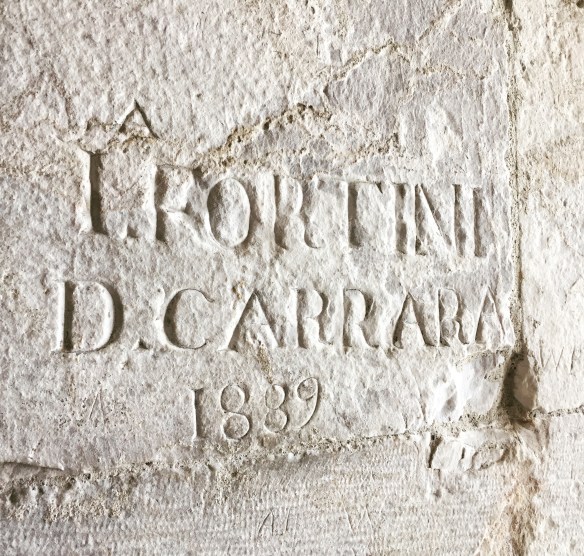 A
I. FORTINI
D. CARRARA
1889